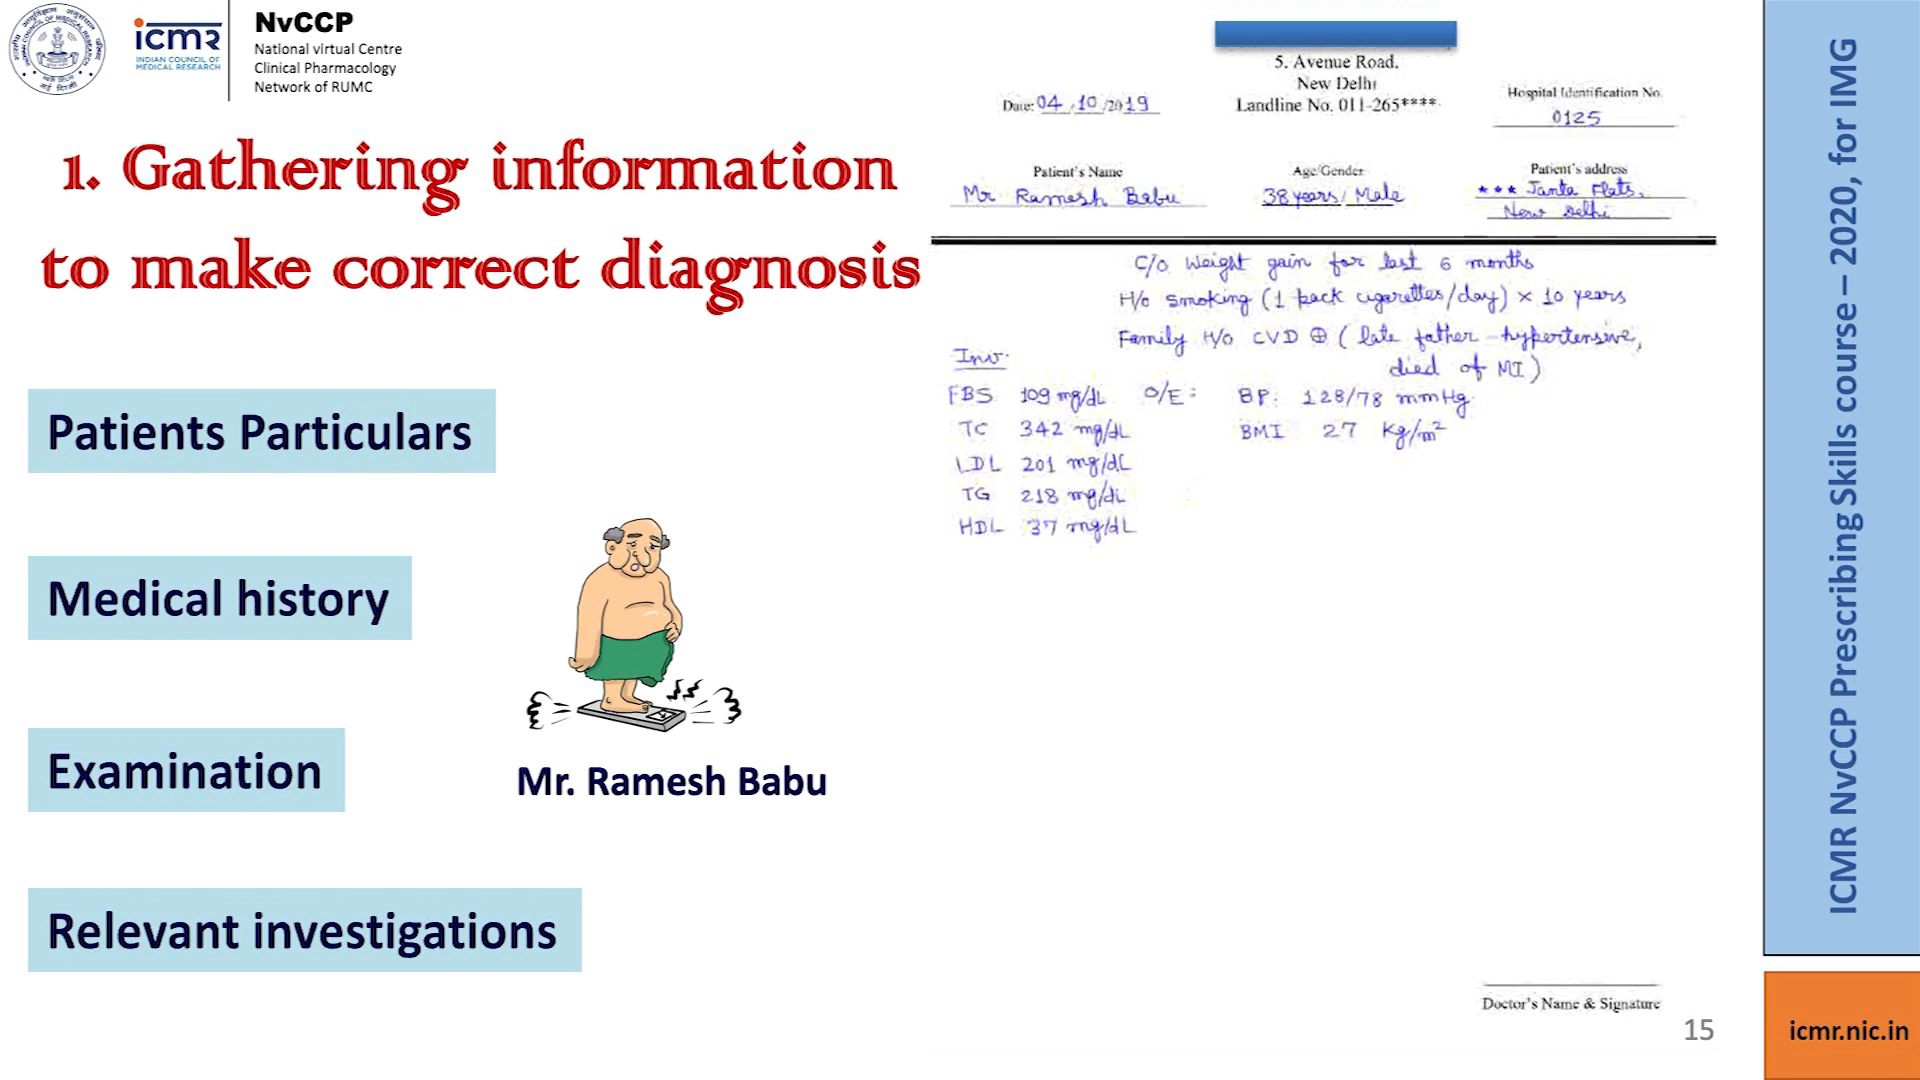 icmr
INDIAN COUNCIL OF
MEDICAL RESEARCH
NvCCP
National virtual Centre
Clinical Pharmacology
Network of RUMC
1. Gathering information
to make correct diagnosis
Patients Particulars
Medical history
Examination
Relevant investigations
Mr. Ramesh Babu
5. Avenue Road.
New Delhi
Landline No. 011-265****
Date: 04/10/2019
Hospital Identification No.
0125
Patient's Name
Mr Ramesh Babu
Age/Gender
38 years/Male
Patient's address
*** Janta Flats,
New Delhi
C/O Weight gain for last 6 months
H/o smoking (1 pack cigarettes/day) × 10 years
Family H/o CVD ⊕ (late father - hypertensive,
died of MI)
Inv.
FBS 109 mg/dL
TC 342 mg/dL
LDL 201 mg/dL
TG 218 mg/dL
HDL 37 mg/dL
O/E: BP: 128/78 mmHg
BMI 27 Kg/m²
Doctor's Name & Signature
15
ICMR NvCCP Prescribing Skills course – 2020, for IMG
icmr.nic.in